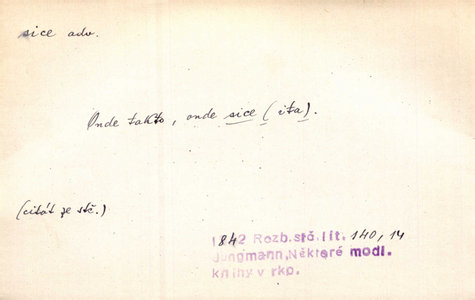 sice adv.
Onde takto, onde sice (ita).
(citát ze stč.)
1842 Rozb.stč.lit. 140, 14
Jungmann,Některé modl.
knihy v rkp.